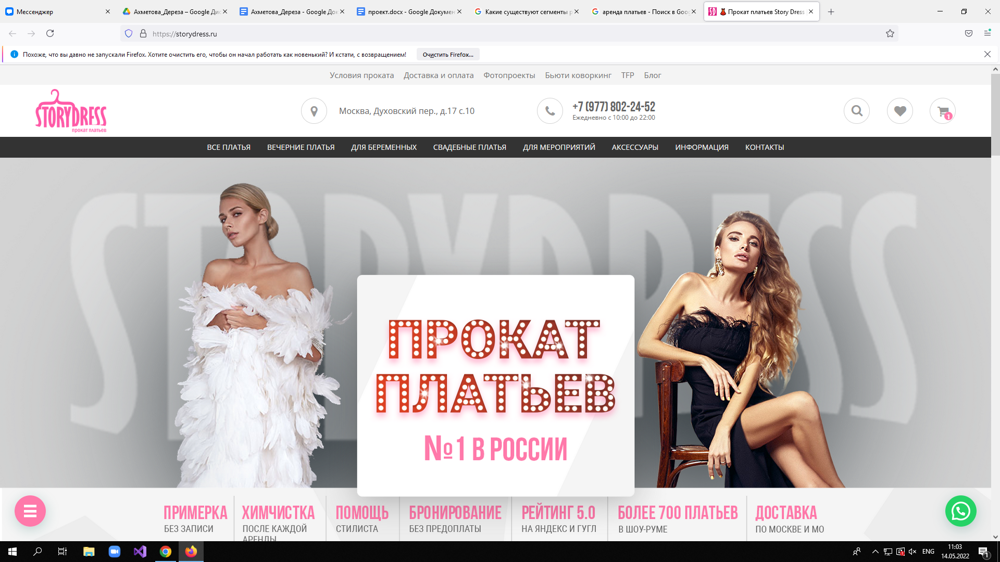 Мессенджер
Ахметова_Дереза – Google Дис
Ахметова_Дереза - Google Док
проект.docx - Google Докумен
Какие существуют сегменты р
аренда платьев - Поиск в Goog
Прокат платьев Story Dress
https://storydress.ru
Похоже, что вы давно не запускали Firefox. Хотите очистить его, чтобы он начал работать как новенький? И кстати, с возвращением!
Очистить Firefox...
Условия проката
Доставка и оплата
Фотопроекты
Бьюти коворкинг
TFP
Блог
STORYDRESS
прокат платьев
Москва, Духовский пер., д.17 с.10
+7 (977) 802-24-52
Ежедневно с 10:00 до 22:00
1
ВСЕ ПЛАТЬЯ
ВЕЧЕРНИЕ ПЛАТЬЯ
ДЛЯ БЕРЕМЕННЫХ
СВАДЕБНЫЕ ПЛАТЬЯ
ДЛЯ МЕРОПРИЯТИЙ
АКСЕССУАРЫ
ИНФОРМАЦИЯ
КОНТАКТЫ
STORYDRESS
ПРОКАТ
ПЛАТЬЕВ
№1 В РОССИИ
ПРИМЕРКА
БЕЗ ЗАПИСИ
ХИМЧИСТКА
ПОСЛЕ КАЖДОЙ
АРЕНДЫ
ПОМОЩЬ
СТИЛИСТА
БРОНИРОВАНИЕ
БЕЗ ПРЕДОПЛАТЫ
РЕЙТИНГ 5.0
НА ЯНДЕКС И ГУГЛ
БОЛЕЕ 700 ПЛАТЬЕВ
В ШОУ-РУМЕ
ДОСТАВКА
ПО МОСКВЕ И МО
ENG
11:03
14.05.2022
1